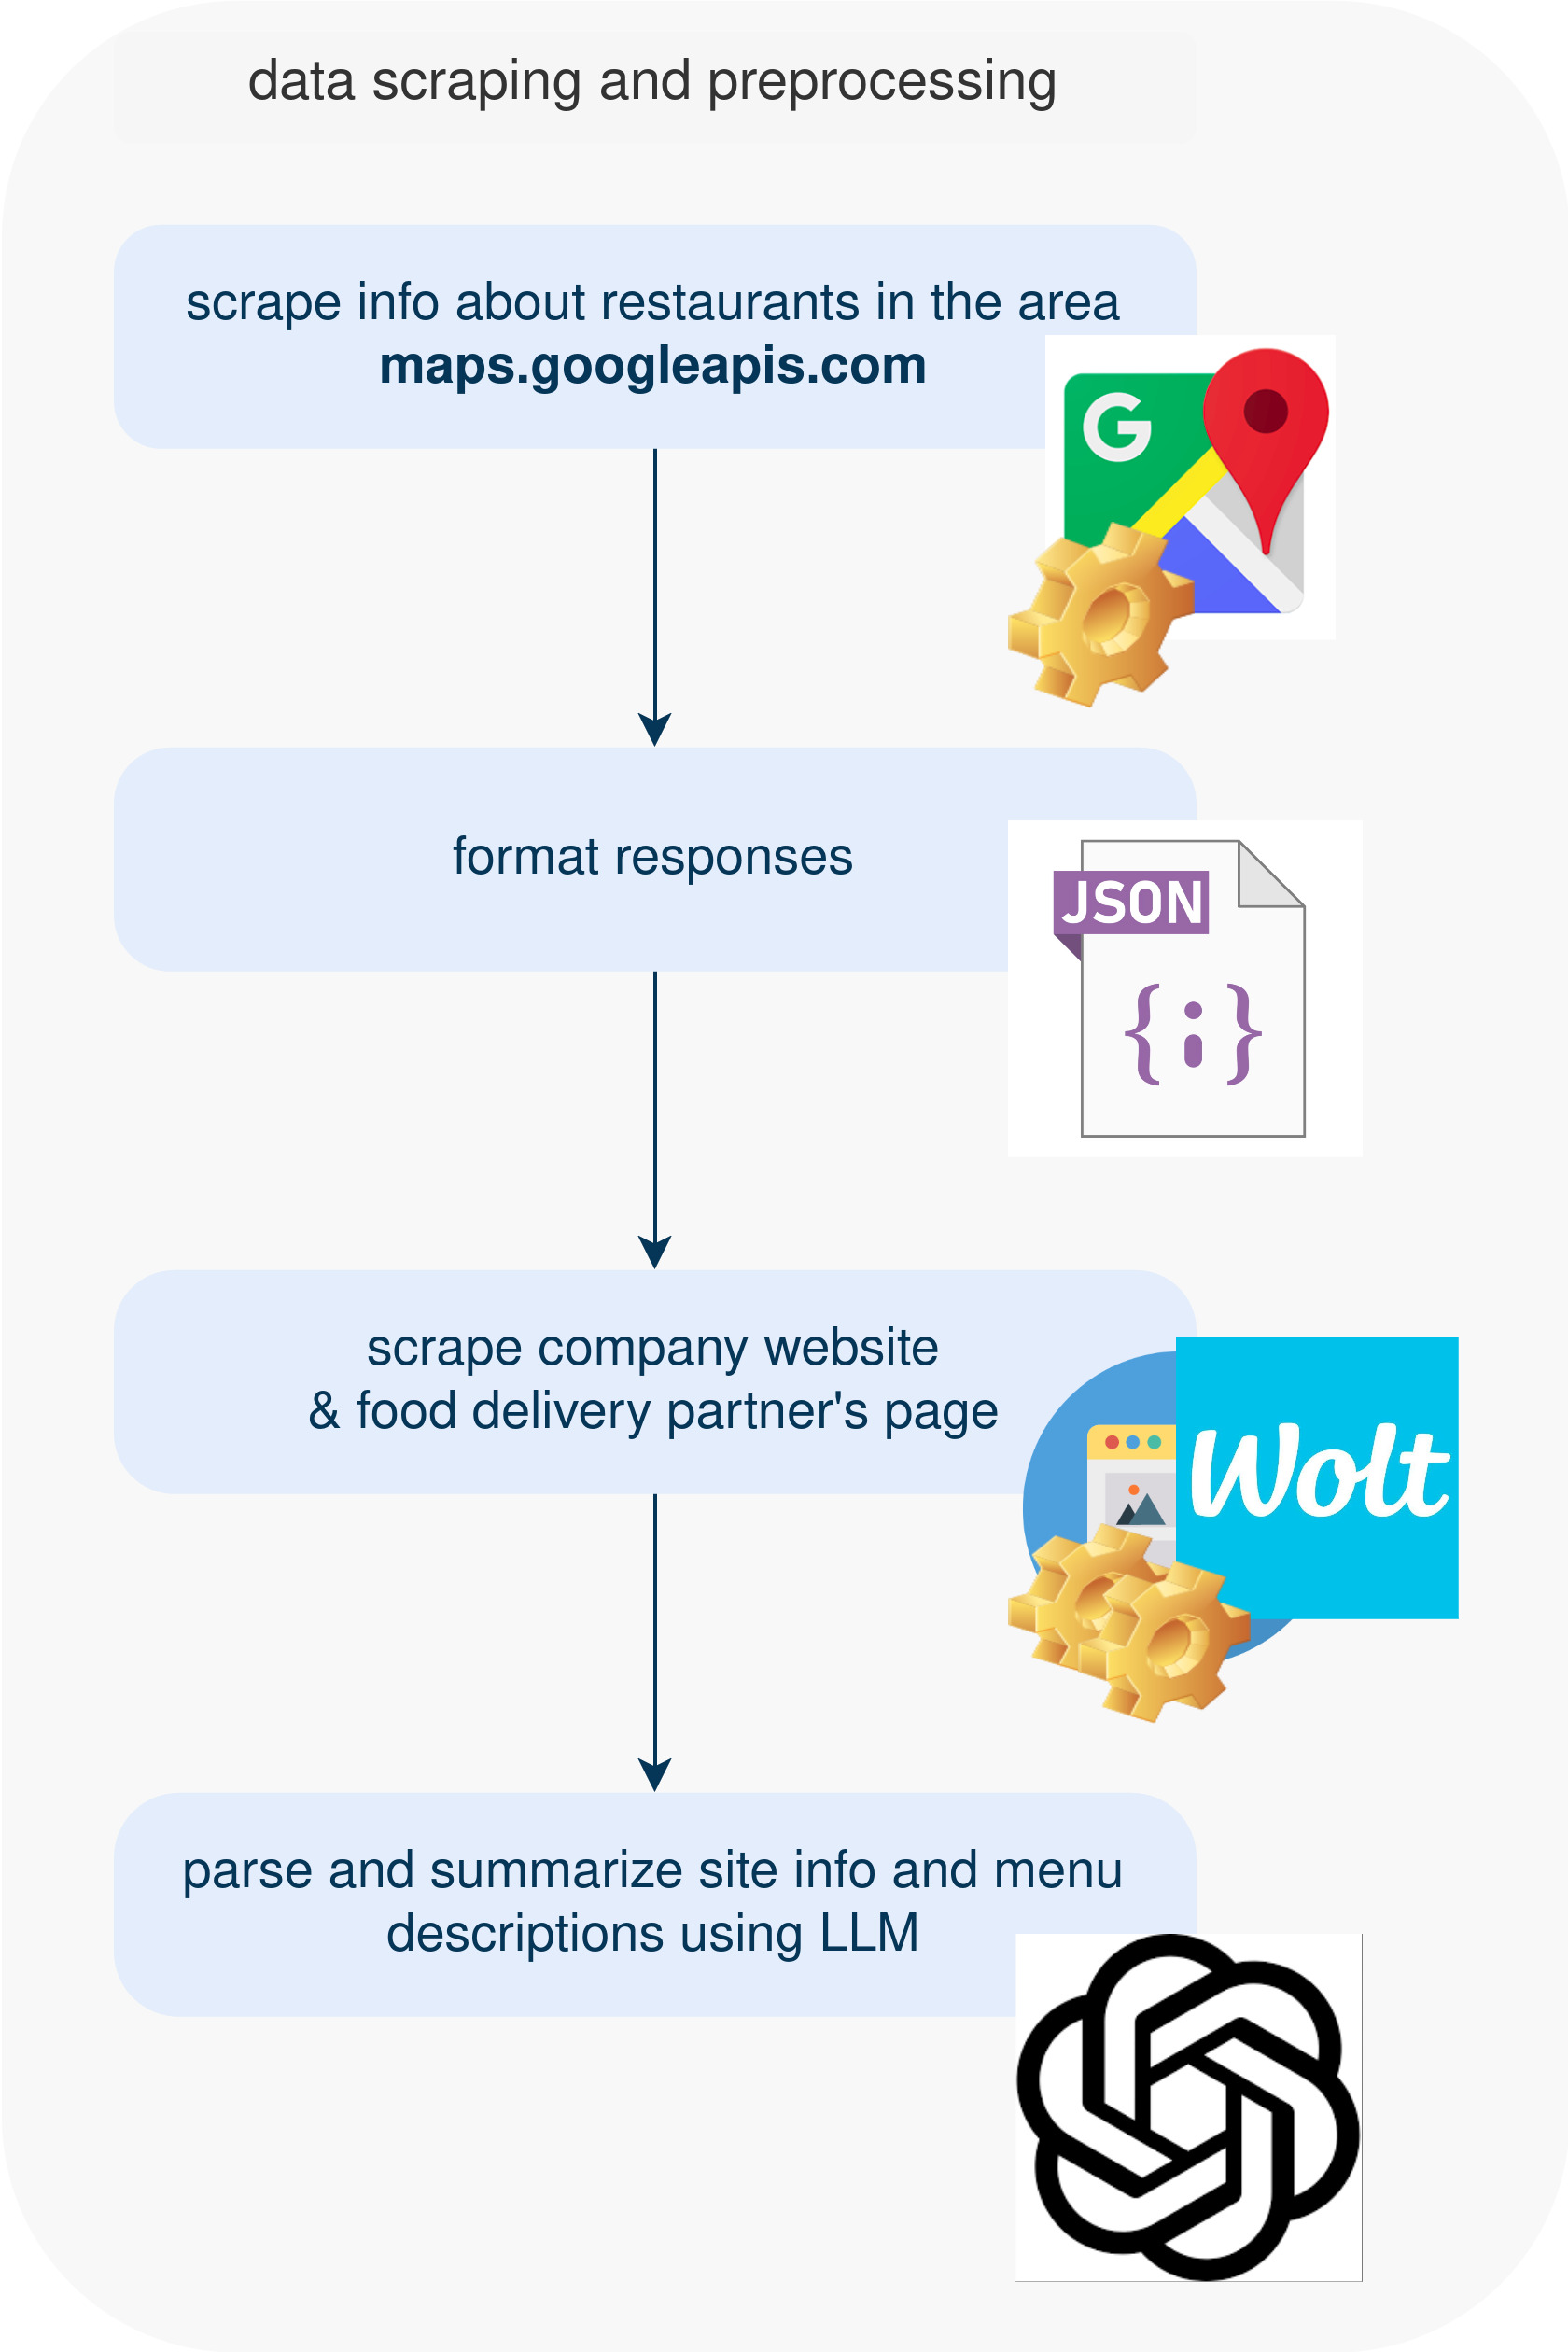 data scraping and preprocessing
scrape info about restaurants in the area
maps.googleapis.com
G
format responses
JSON
{;}
scrape company website
& food delivery partner's page
Wolt
parse and summarize site info and menu
descriptions using LLM